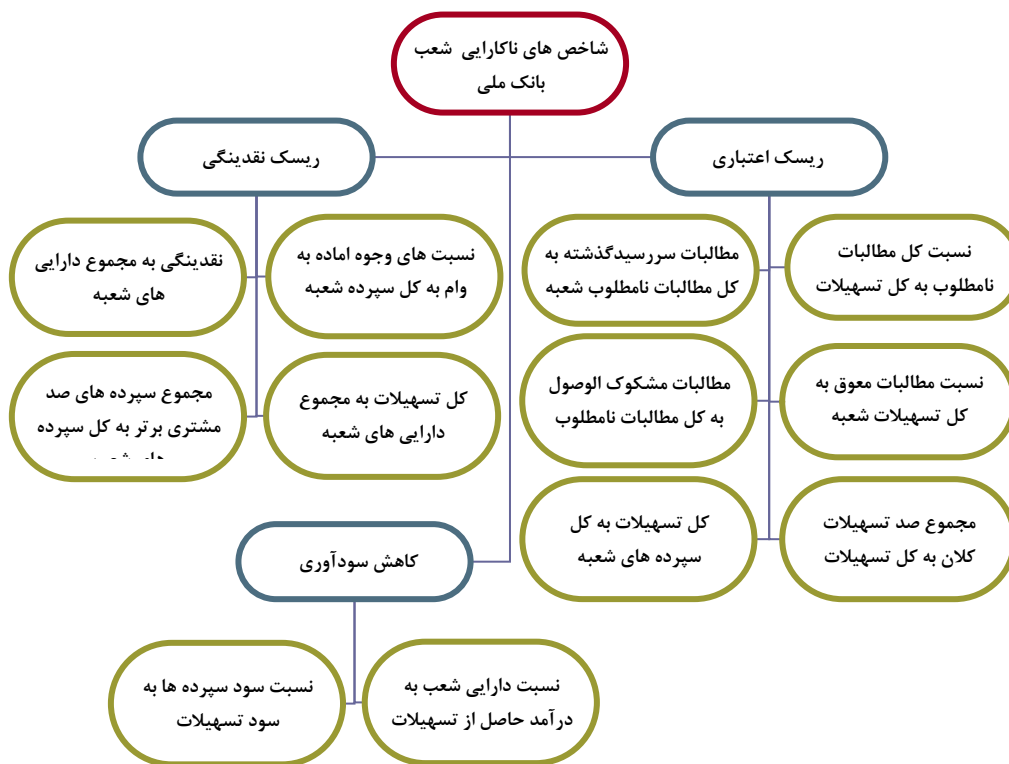 شاخص های ناکارایی شعب
بانک ملی
ریسک اعتباری
ریسک نقدینگی
نسبت کل مطالبات
نامطلوب به کل تسهیلات
مطالبات سررسیدگذشته به
کل مطالبات نامطلوب شعبه
نسبت های وجوه اماده به
وام به کل سپرده شعبه
نقدینگی به مجموع دارایی
های شعبه
نسبت مطالبات معوق به
کل تسهیلات شعبه
مطالبات مشکوک الوصول
به کل مطالبات نامطلوب
کل تسهیلات به مجموع
دارایی های شعبه
مجموع سپرده های صد
مشتری برتر به کل سپرده
مجموع صد تسهیلات
کلان به کل تسهیلات
کل تسهیلات به کل
سپرده های شعبه
کاهش سودآوری
نسبت دارایی شعب به
درآمد حاصل از تسهیلات
نسبت سود سپرده ها به
سود تسهیلات